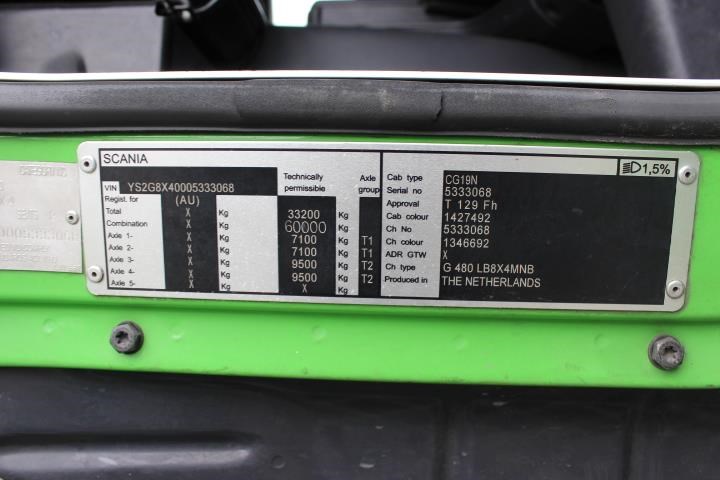 SCANIA
1,5%
VIN YS2G8X40005333068
Regist. for (AU)
Technically permissible
Axle group
Total X Kg 33200 Kg
Combination X Kg 60000 Kg
Axle 1- X Kg 7100 Kg T1
Axle 2- X Kg 7100 Kg T1
Axle 3- X Kg 9500 Kg T2
Axle 4- X Kg 9500 Kg T2
Axle 5- X Kg X Kg
Cab type CG19N
Serial no 5333068
Approval T 129 Fh
Cab colour 1427492
Ch No 5333068
Ch colour 1346692
ADR GTW X
Ch type G 480 LB8X4MNB
Produced in THE NETHERLANDS